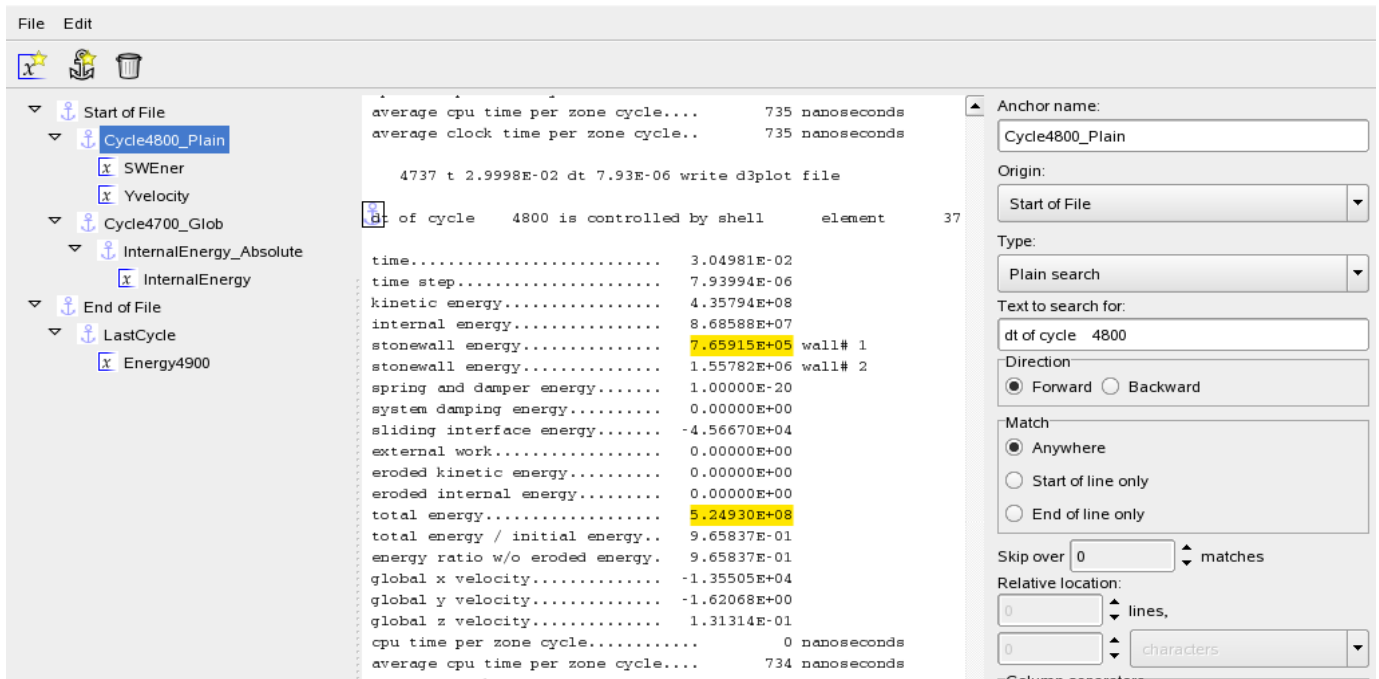 File Edit
Start of File
Cycle4800_Plain
x SWEner
x Yvelocity
Cycle4700_Glob
InternalEnergy_Absolute
x InternalEnergy
End of File
LastCycle
x Energy4900
average cpu time per zone cycle.... 735 nanoseconds
average clock time per zone cycle.. 735 nanoseconds
4737 t 2.9998E-02 dt 7.93E-06 write d3plot file
dt of cycle 4800 is controlled by shell element 37
time........................... 3.04981E-02
time step...................... 7.93994E-06
kinetic energy................. 4.35794E+08
internal energy................ 8.68588E+07
stonewall energy............... 7.65915E+05 wall# 1
stonewall energy............... 1.55782E+06 wall# 2
spring and damper energy....... 1.00000E-20
system damping energy.......... 0.00000E+00
sliding interface energy....... -4.56670E+04
external work.................. 0.00000E+00
eroded kinetic energy.......... 0.00000E+00
eroded internal energy......... 0.00000E+00
total energy................... 5.24930E+08
total energy / initial energy.. 9.65837E-01
energy ratio w/o eroded energy. 9.65837E-01
global x velocity.............. -1.35505E+04
global y velocity.............. -1.62068E+00
global z velocity.............. 1.31314E-01
cpu time per zone cycle............ 0 nanoseconds
average cpu time per zone cycle.... 734 nanoseconds
Anchor name:
Cycle4800_Plain
Origin:
Start of File
Type:
Plain search
Text to search for:
dt of cycle 4800
Direction
Forward Backward
Match
Anywhere
Start of line only
End of line only
Skip over 0 matches
Relative location:
0 lines,
0 characters